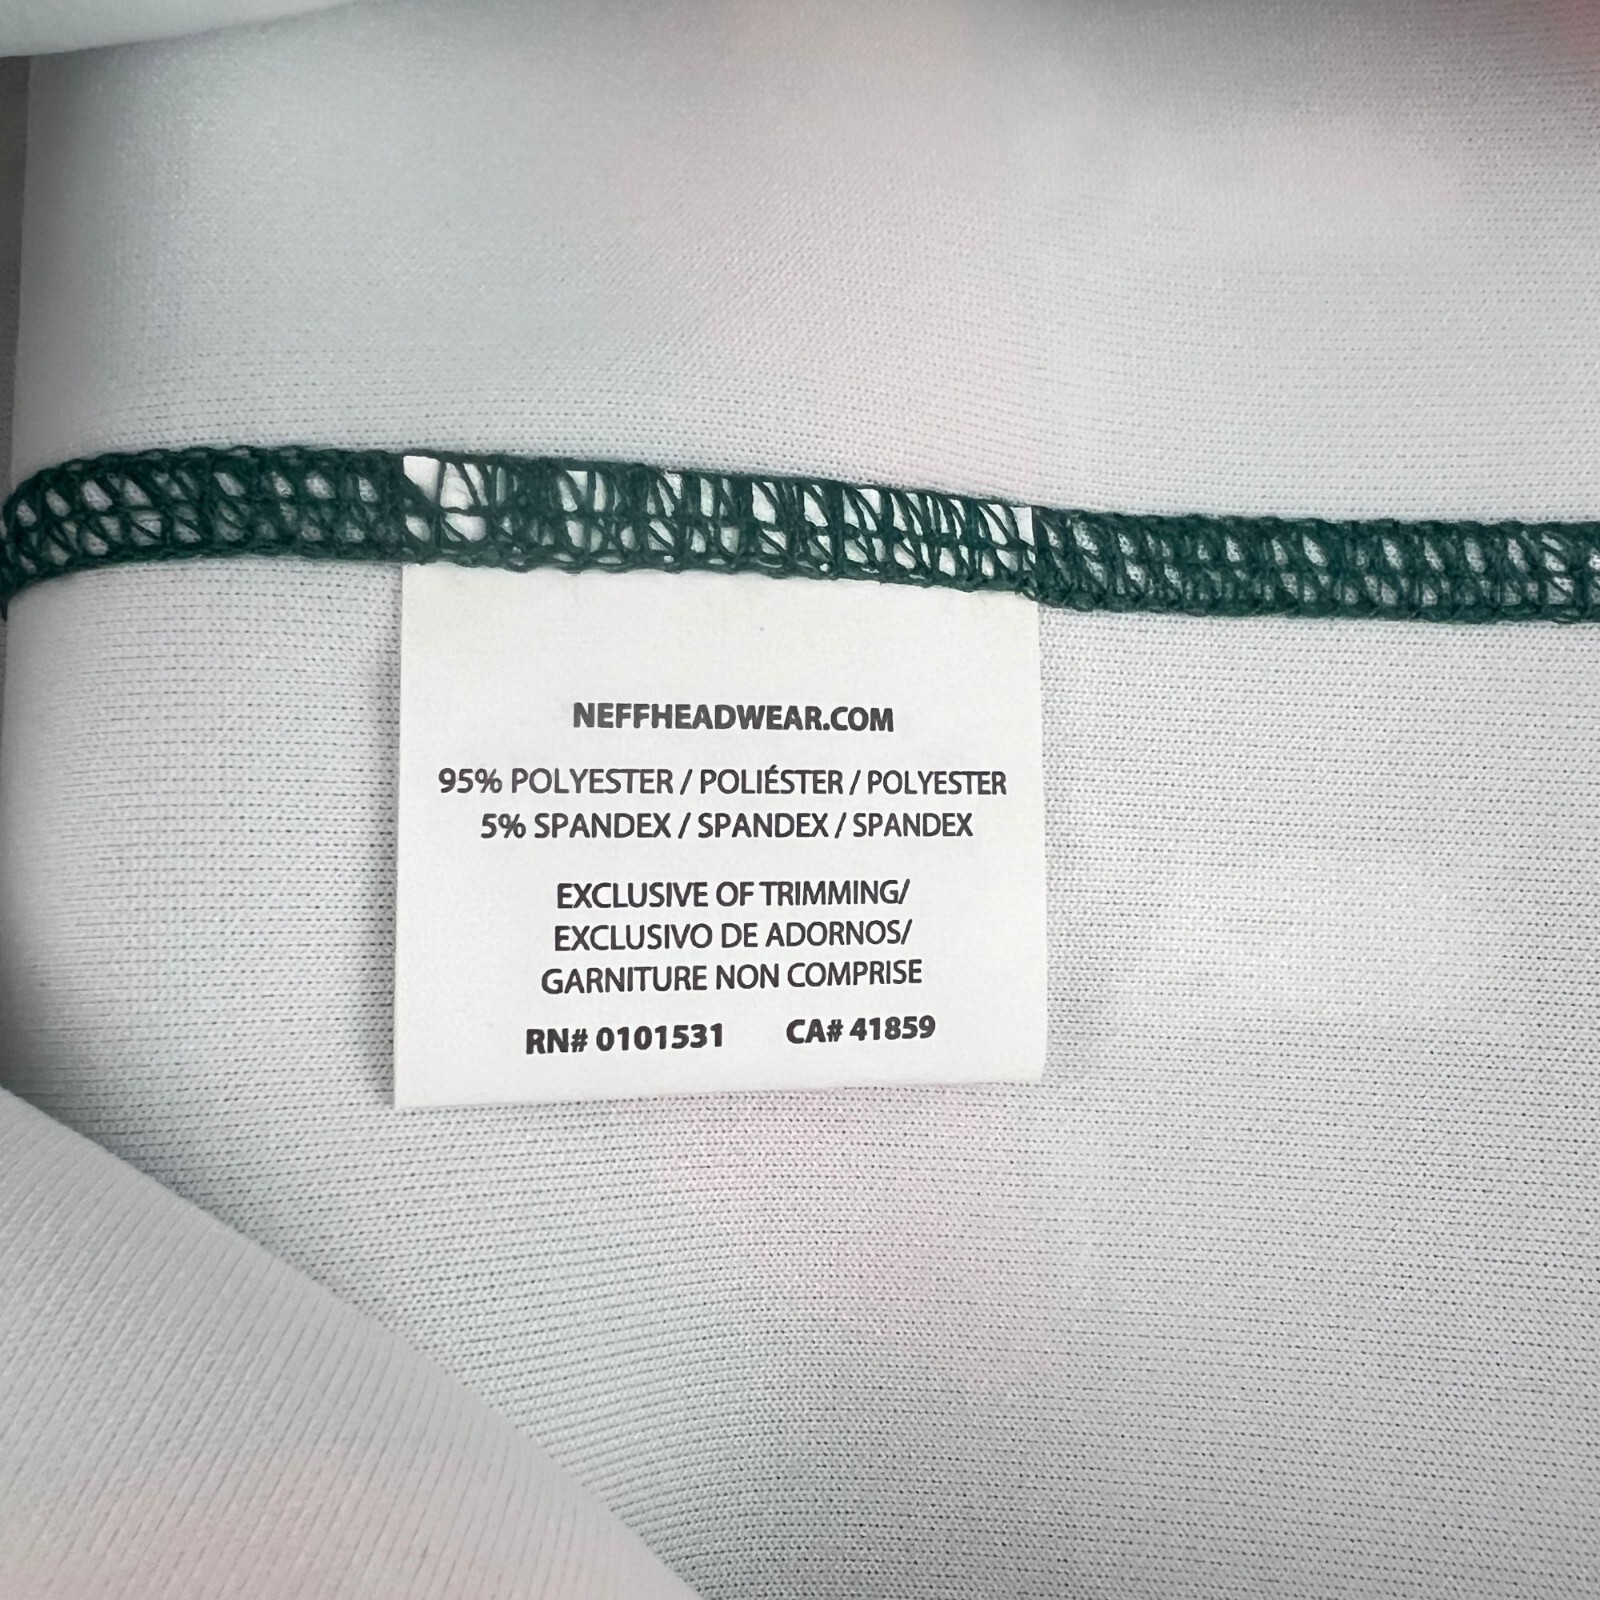 NEFFHEADWEAR.COM
95% POLYESTER / POLIÉSTER / POLYESTER
5% SPANDEX / SPANDEX / SPANDEX
EXCLUSIVE OF TRIMMING/
EXCLUSIVO DE ADORNOS/
GARNITURE NON COMPRISE
RN# 0101531 CA# 41859